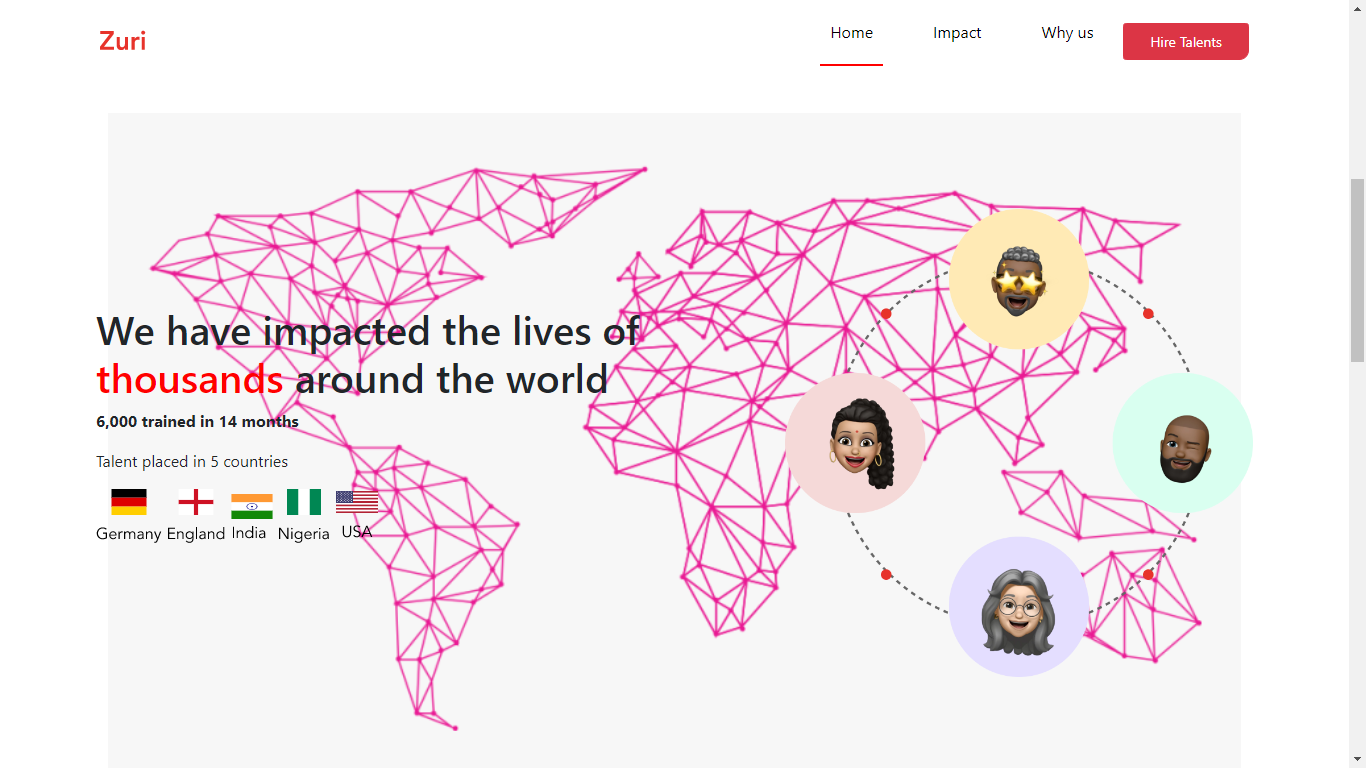 Zuri
Home Impact Why us Hire Talents
We have impacted the lives of
thousands around the world
6,000 trained in 14 months
Talent placed in 5 countries
Germany England India Nigeria USA